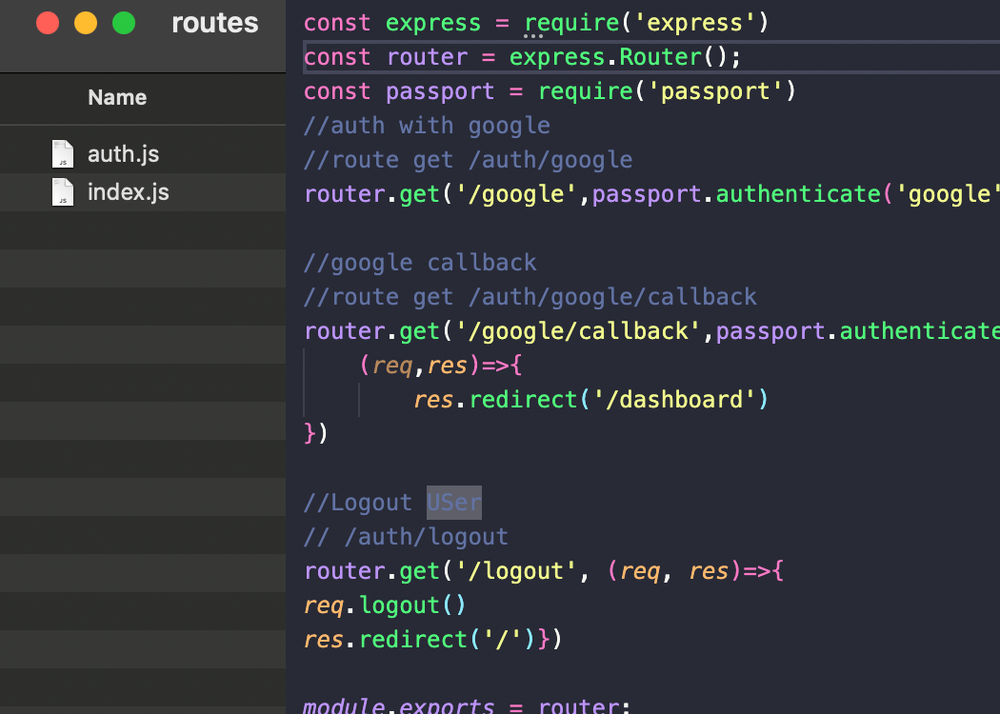 routes
Name
auth.js
index.js
const express = require('express')
const router = express.Router();
const passport = require('passport')
//auth with google
//route get /auth/google
router.get('/google',passport.authenticate('google'
//google callback
//route get /auth/google/callback
router.get('/google/callback',passport.authenticate
(req,res)=>{
res.redirect('/dashboard')
})
//Logout USer
// /auth/logout
router.get('/logout', (req, res)=>{
req.logout()
res.redirect('/')})
module.exports = router;